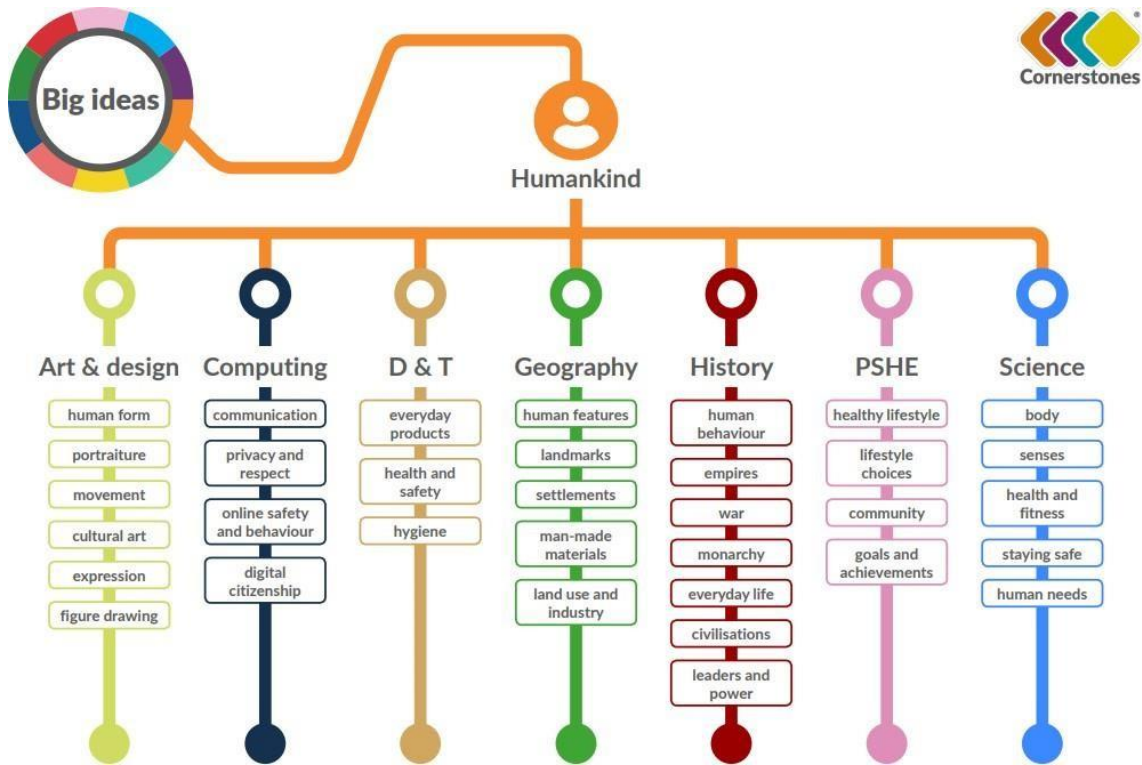 Big ideas
®
Cornerstones
Humankind
Art & design
human form
portraiture
movement
cultural art
expression
figure drawing
Computing
communication
privacy and
respect
online safety
and behaviour
digital
citizenship
D & T
everyday
products
health and
safety
hygiene
Geography
human features
landmarks
settlements
man-made
materials
land use and
industry
History
human
behaviour
empires
war
monarchy
everyday life
civilisations
leaders and
power
PSHE
healthy lifestyle
lifestyle
choices
community
goals and
achievements
Science
body
senses
health and
fitness
staying safe
human needs